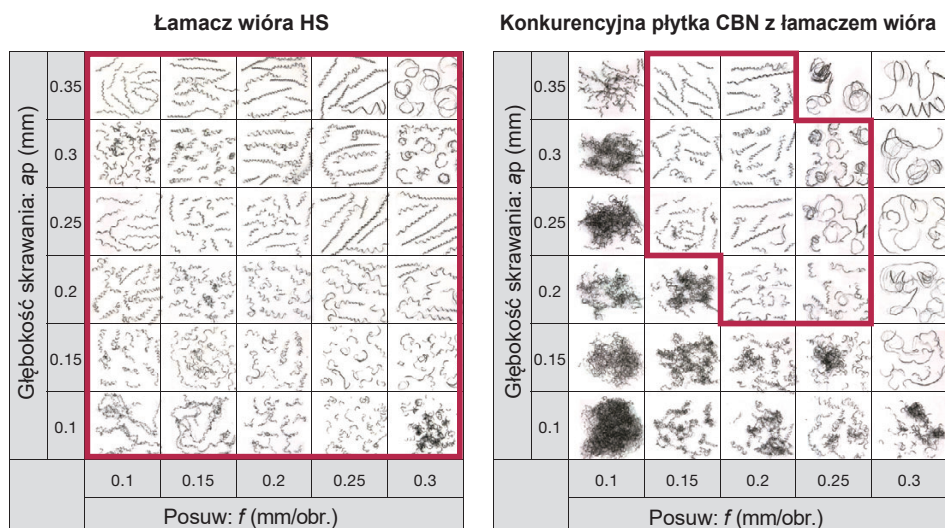 Łamacz wióra HS
Głębokość skrawania: ap (mm)
0.35
0.3
0.25
0.2
0.15
0.1
0.1 0.15 0.2 0.25 0.3
Posuw: f (mm/obr.)
Konkurencyjna płytka CBN z łamaczem wióra
Głębokość skrawania: ap (mm)
0.35
0.3
0.25
0.2
0.15
0.1
0.1 0.15 0.2 0.25 0.3
Posuw: f (mm/obr.)